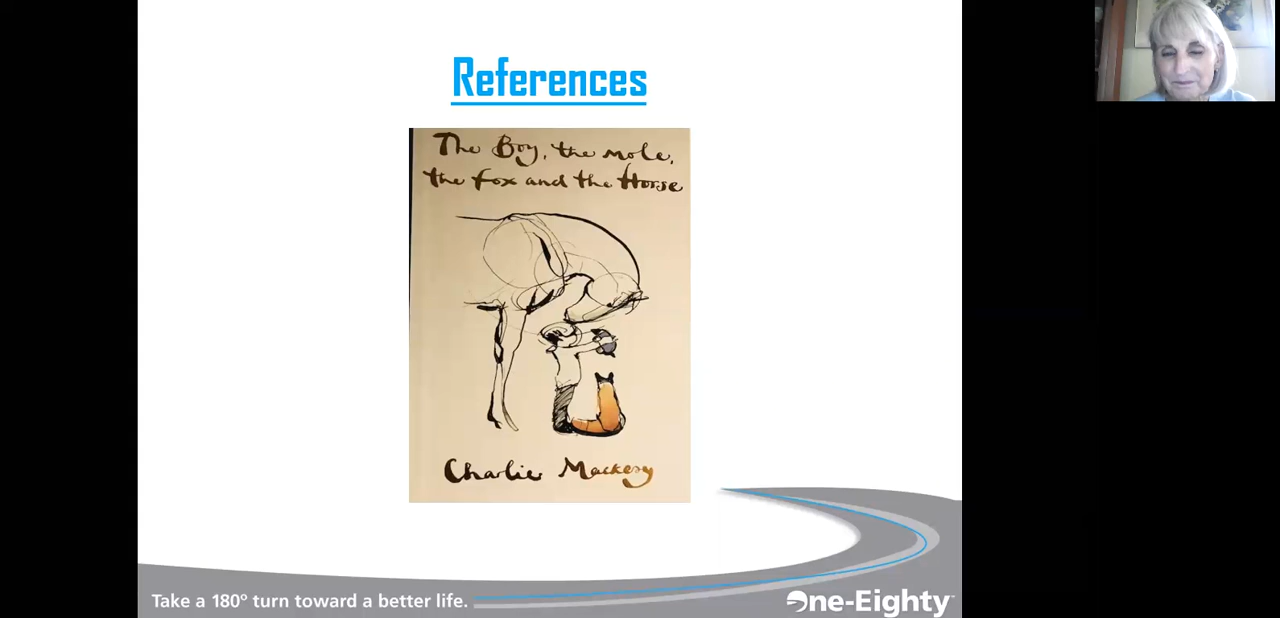 References
The Boy, the mole,
the fox and the Horse
Charlie Mackesy
Take a 180° turn toward a better life.
One-Eighty